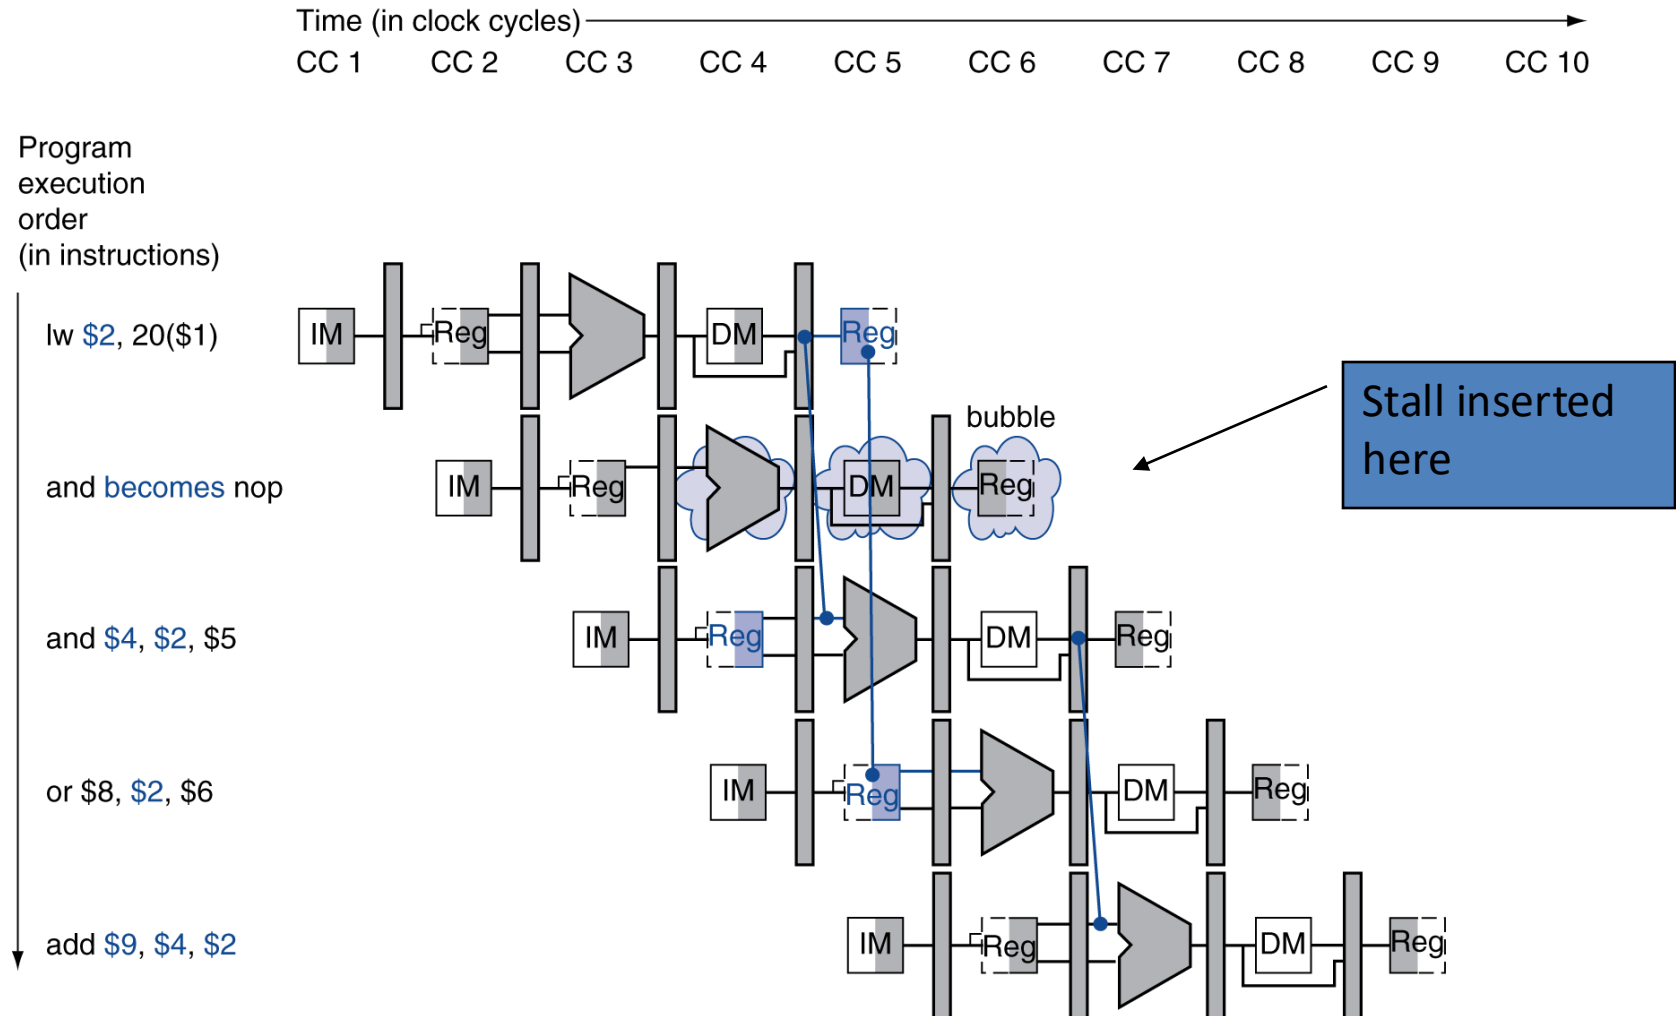 Time (in clock cycles)
CC 1 CC 2 CC 3 CC 4 CC 5 CC 6 CC 7 CC 8 CC 9 CC 10
Program
execution
order
(in instructions)
lw $2, 20($1)
IM Reg DM Reg
Stall inserted
here
bubble
and becomes nop
IM Reg DM Reg
and $4, $2, $5
IM Reg DM Reg
or $8, $2, $6
IM Reg DM Reg
add $9, $4, $2
IM Reg DM Reg